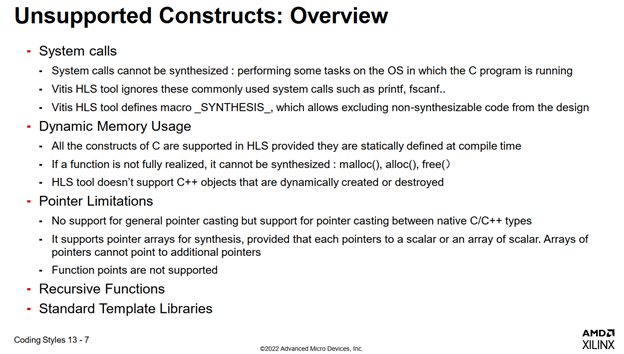 Unsupported Constructs: Overview
- System calls
- System calls cannot be synthesized : performing some tasks on the OS in which the C program is running
- Vitis HLS tool ignores these commonly used system calls such as printf, fscanf..
- Vitis HLS tool defines macro _SYNTHESIS_, which allows excluding non-synthesizable code from the design
- Dynamic Memory Usage
- All the constructs of C are supported in HLS provided they are statically defined at compile time
- If a function is not fully realized, it cannot be synthesized : malloc(), alloc(), free(）
- HLS tool doesn't support C++ objects that are dynamically created or destroyed
- Pointer Limitations
- No support for general pointer casting but support for pointer casting between native C/C++ types
- It supports pointer arrays for synthesis, provided that each pointers to a scalar or an array of scalar. Arrays of
pointers cannot point to additional pointers
- Function points are not supported
- Recursive Functions
- Standard Template Libraries
Coding Styles 13 - 7
©2022 Advanced Micro Devices, Inc.
AMD
XILINX